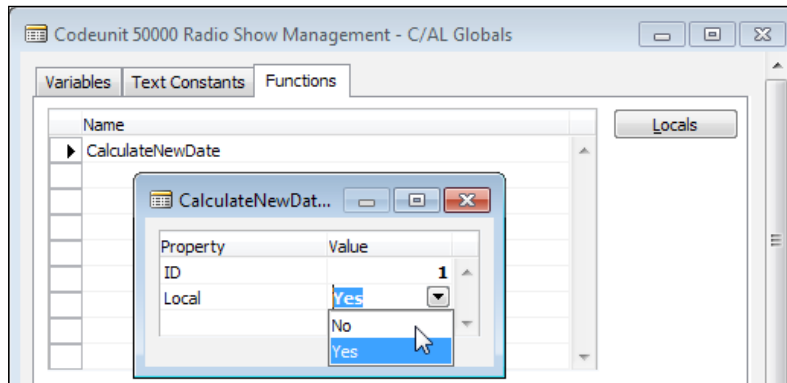 Codeunit 50000 Radio Show Management - C/AL Globals
Variables Text Constants Functions
Name
Locals
CalculateNewDate
CalculateNewDat...
Property Value
ID 1
Local Yes
No
Yes